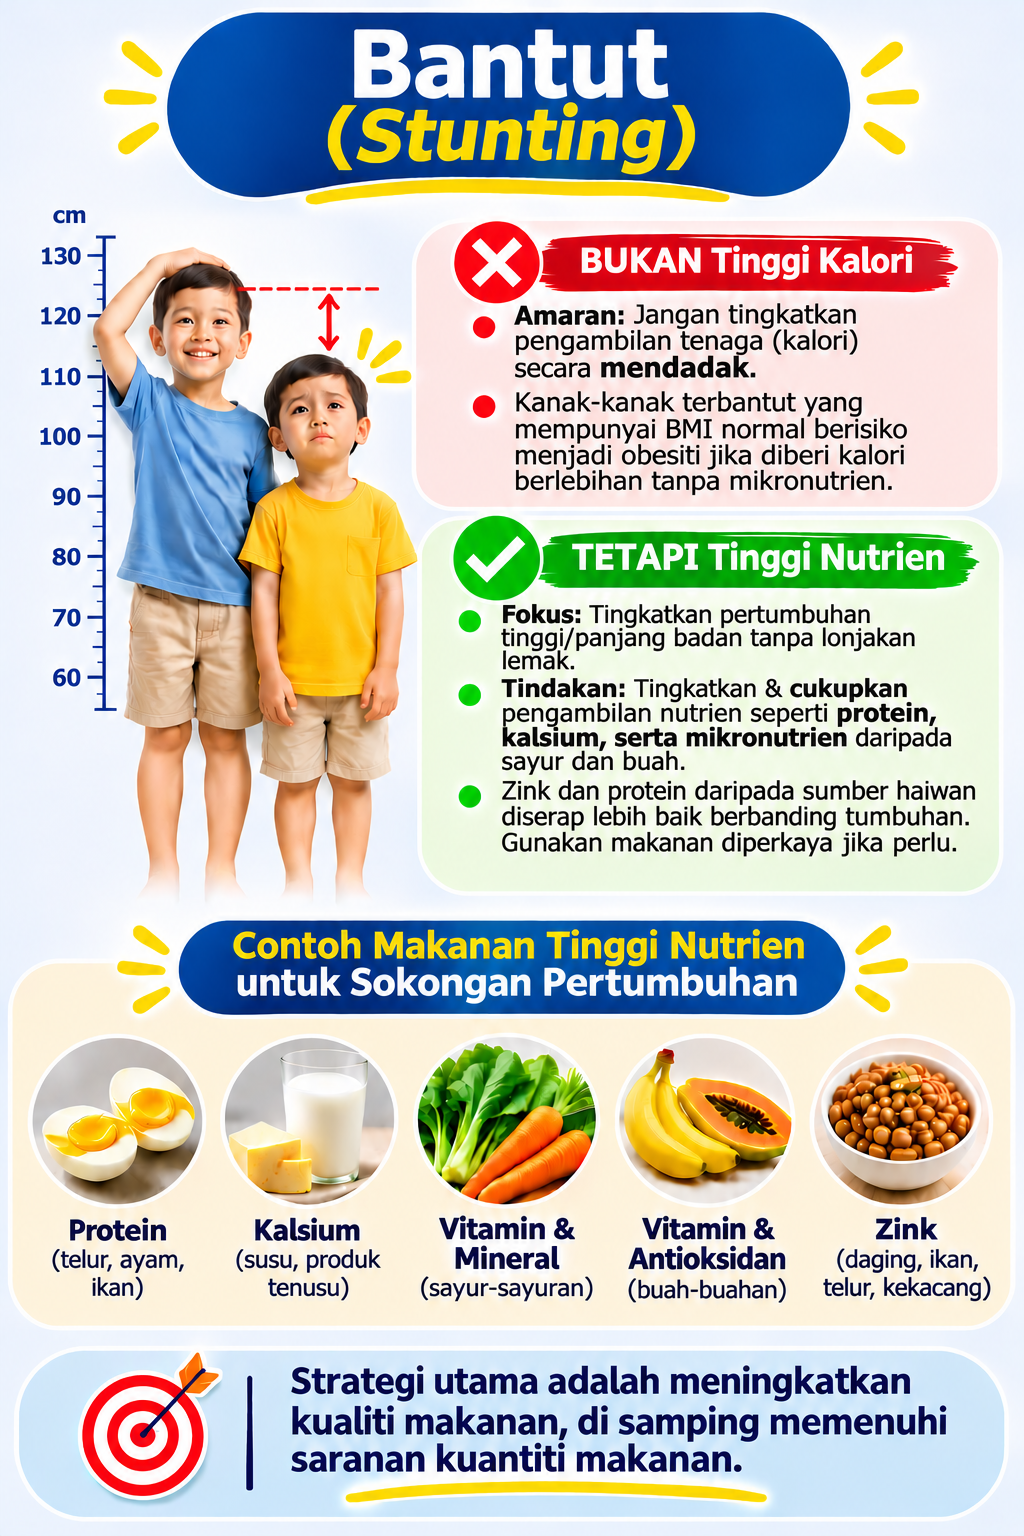 Bantut
(Stunting)
cm
130
120
110
100
90
80
70
60
BUKAN Tinggi Kalori
Amaran: Jangan tingkatkan
pengambilan tenaga (kalori)
secara mendadak.
Kanak-kanak terbantut yang
mempunyai BMI normal berisiko
menjadi obesiti jika diberi kalori
berlebihan tanpa mikronutrien.
TETAPI Tinggi Nutrien
Fokus: Tingkatkan pertumbuhan
tinggi/panjang badan tanpa lonjakan
lemak.
Tindakan: Tingkatkan & cukupkan
pengambilan nutrien seperti protein,
kalsium, serta mikronutrien daripada
sayur dan buah.
Zink dan protein daripada sumber haiwan
diserap lebih baik berbanding tumbuhan.
Gunakan makanan diperkaya jika perlu.
Contoh Makanan Tinggi Nutrien
untuk Sokongan Pertumbuhan
Protein
(telur, ayam,
ikan)
Kalsium
(susu, produk
tenusu)
Vitamin &
Mineral
(sayur-sayuran)
Vitamin &
Antioksidan
(buah-buahan)
Zink
(daging, ikan,
telur, kekacang)
Strategi utama adalah meningkatkan
kualiti makanan, di samping memenuhi
saranan kuantiti makanan.